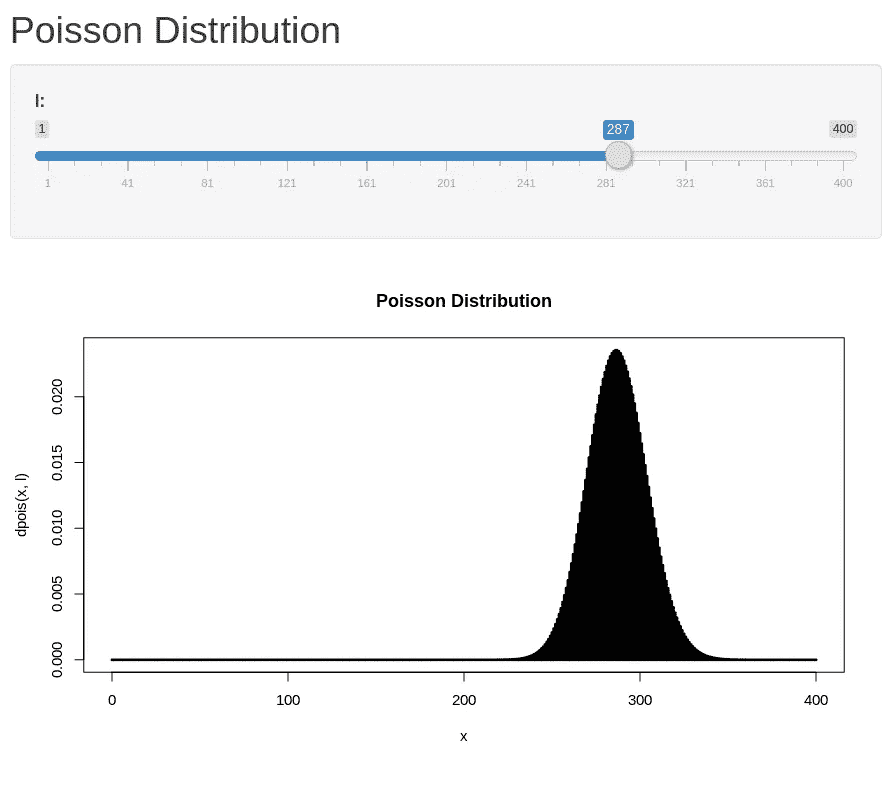 Poisson Distribution
l:
1 287 400
1 41 81 121 161 201 241 281 321 361 400
Poisson Distribution
dpois(x, l)
0.020
0.015
0.010
0.005
0.000
0 100 200 300 400
x